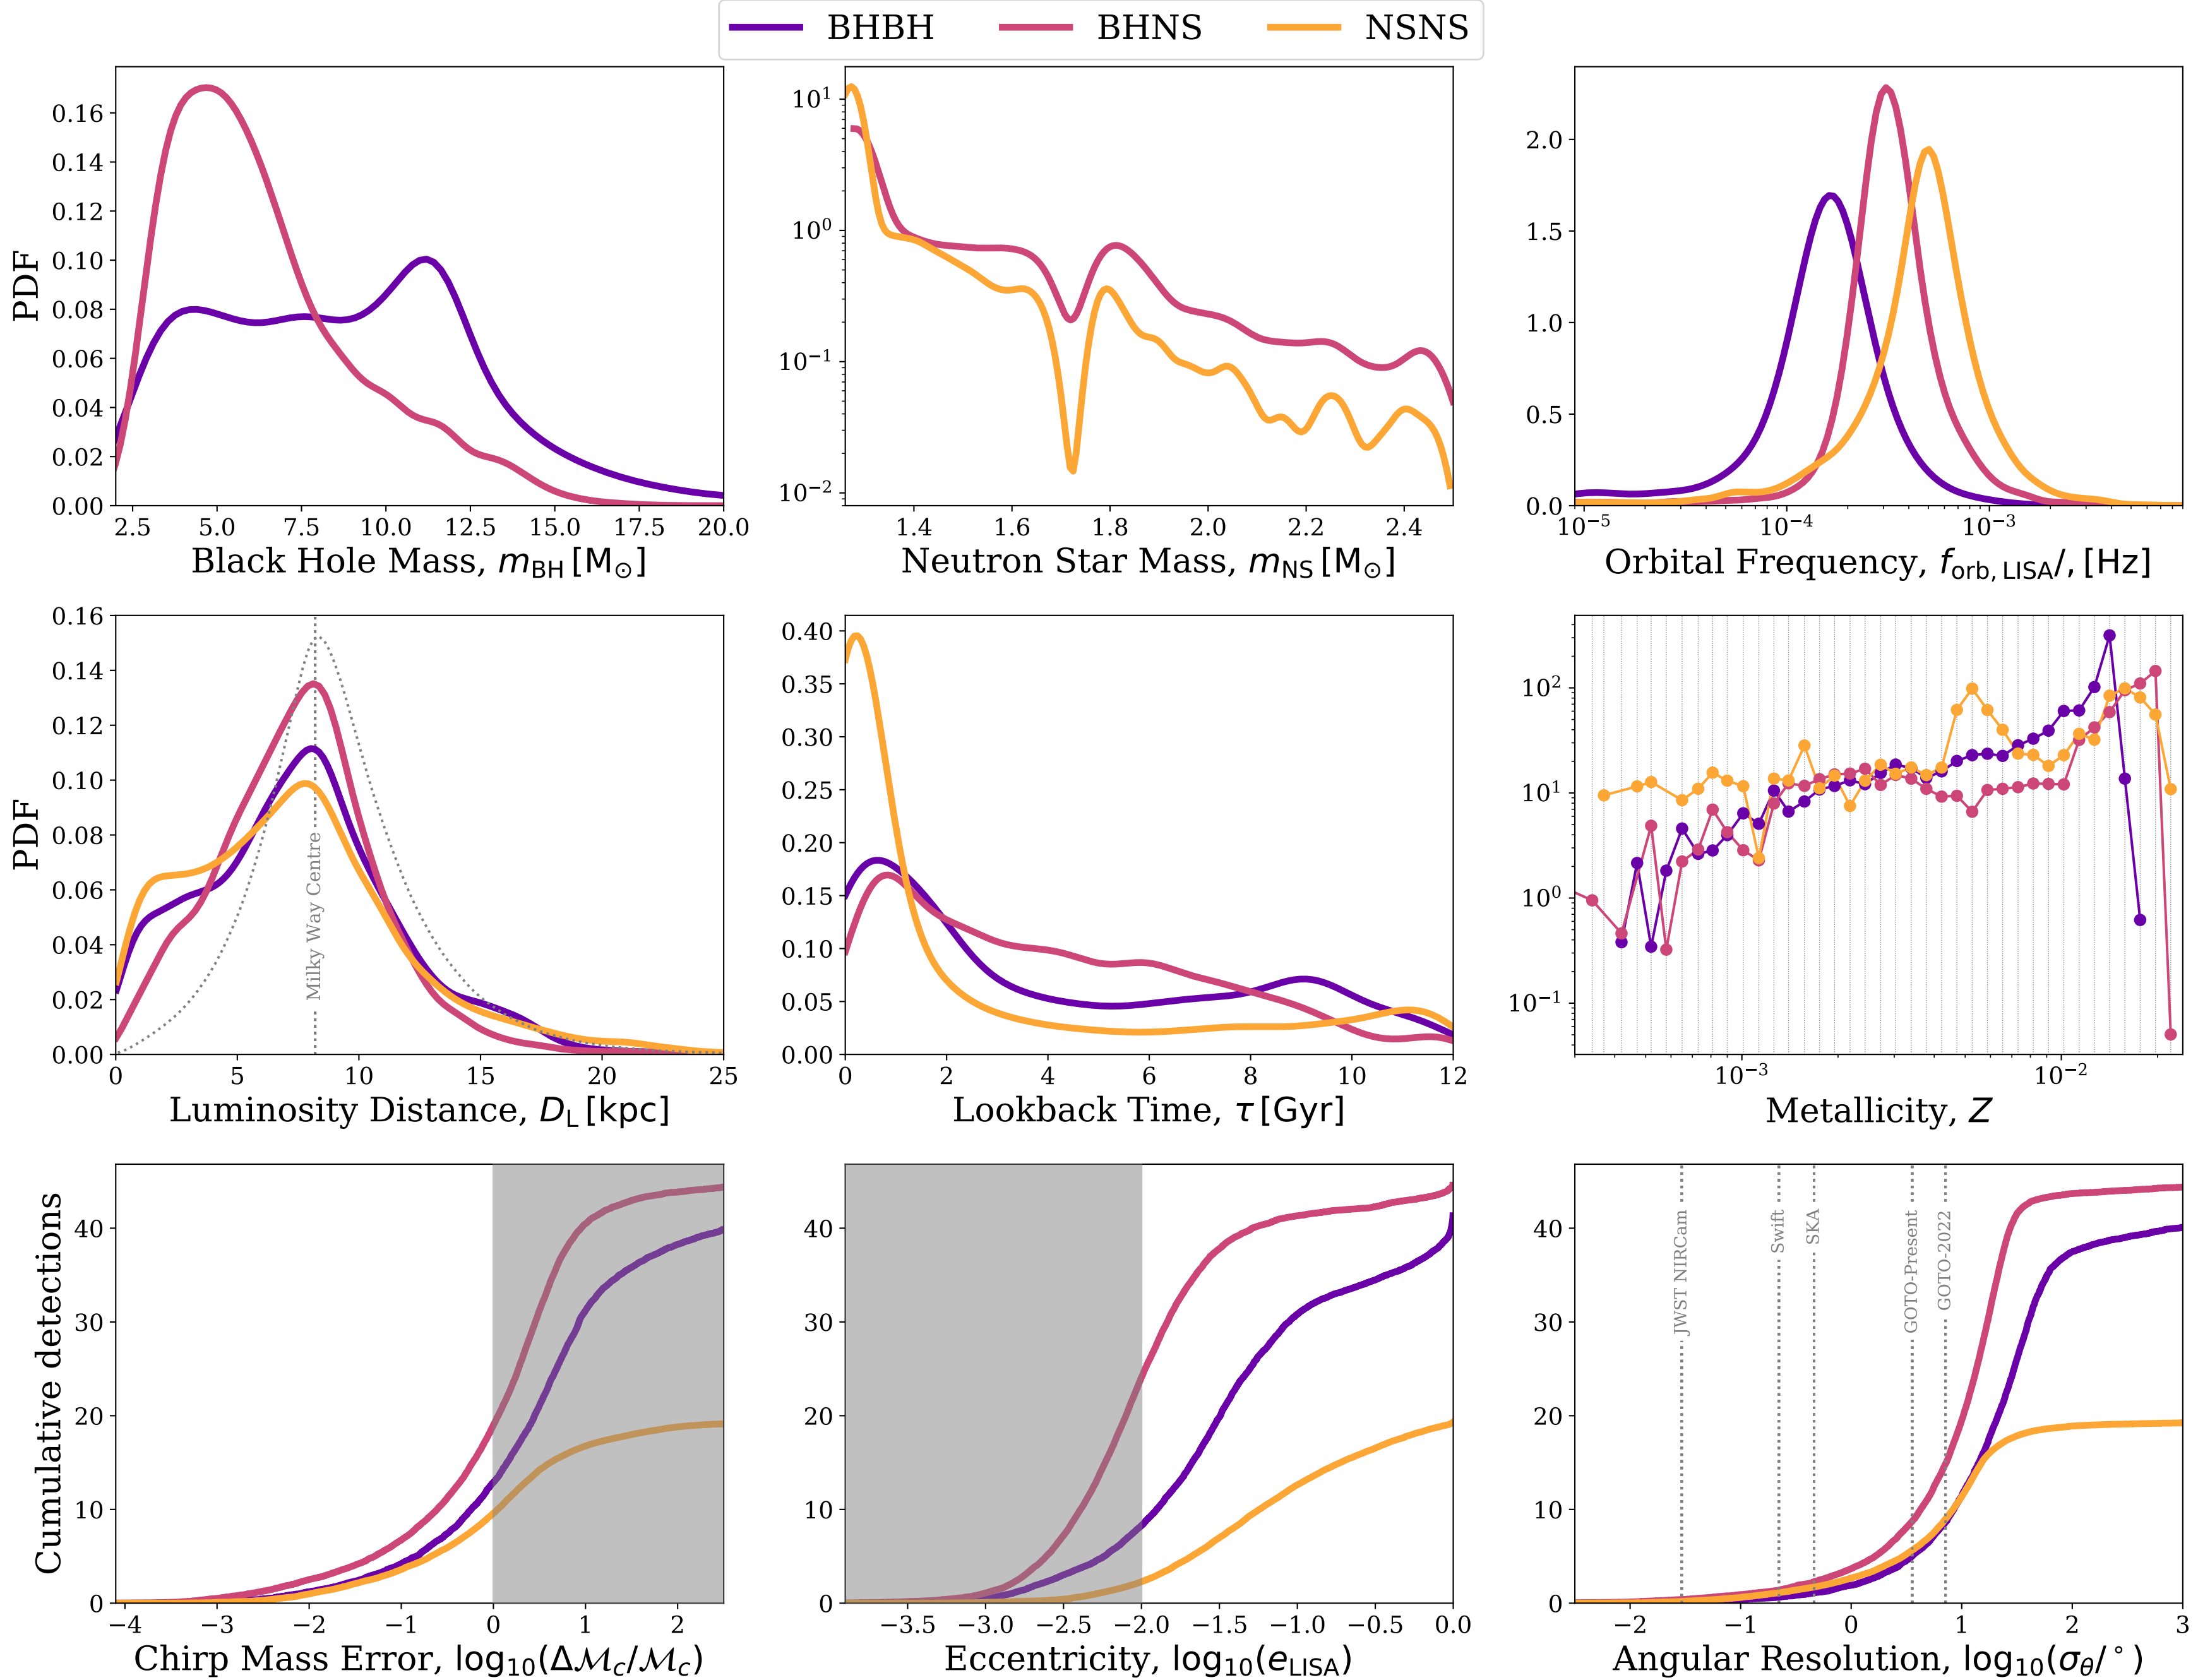 BHBH BHNS NSNS
PDF
0.16
0.14
0.12
0.10
0.08
0.06
0.04
0.02
0.00
2.5 5.0 7.5 10.0 12.5 15.0 17.5 20.0
Black Hole Mass, m_BH [M_⊙]
10^1
10^0
10^−1
10^−2
1.4 1.6 1.8 2.0 2.2 2.4
Neutron Star Mass, m_NS [M_⊙]
2.0
1.5
1.0
0.5
0.0
10^−5 10^−4 10^−3
Orbital Frequency, f_orb,LISA/,[Hz]
PDF
0.16
0.14
0.12
0.10
0.08
0.06
0.04
0.02
0.00
Milky Way Centre
0 5 10 15 20 25
Luminosity Distance, D_L [kpc]
0.40
0.35
0.30
0.25
0.20
0.15
0.10
0.05
0.00
0 2 4 6 8 10 12
Lookback Time, τ [Gyr]
10^2
10^1
10^0
10^−1
10^−3 10^−2
Metallicity, Z
Cumulative detections
40
30
20
10
0
−4 −3 −2 −1 0 1 2
Chirp Mass Error, log_10(Δℳ_c/ℳ_c)
40
30
20
10
0
−3.5 −3.0 −2.5 −2.0 −1.5 −1.0 −0.5 0.0
Eccentricity, log_10(e_LISA)
40
30
20
10
0
JWST NIRCam
Swift
SKA
GOTO-Present
GOTO-2022
−2 −1 0 1 2 3
Angular Resolution, log_10(σ_θ/°)